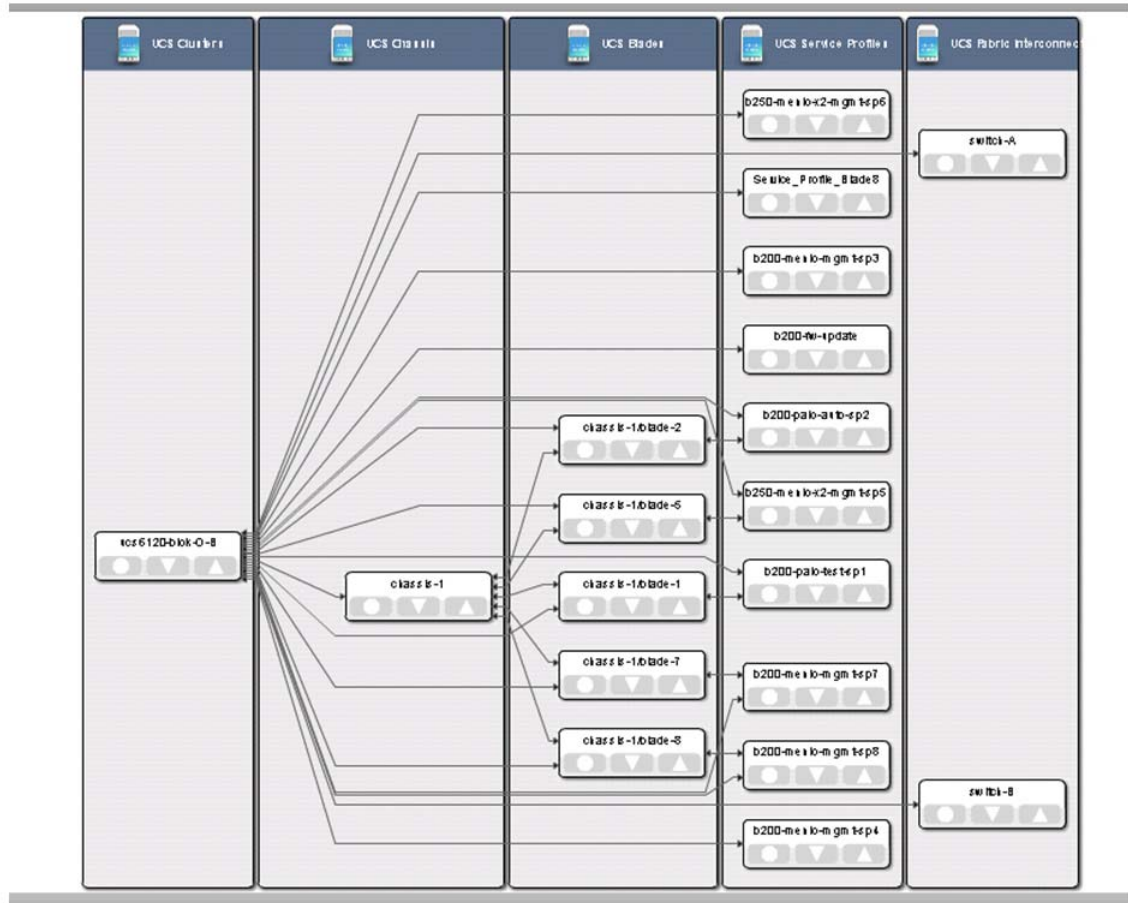 UCS Clusters
UCS Chassis
UCS Blades
UCS Service Profiles
UCS Fabric Interconnec
b250-menlo-x2-mgmt-sp6
switch-A
Service_Profile_Blade8
b200-menlo-mgmt-sp3
b200-fw-update
b200-palo-auto-sp2
chassis-1/blade-2
b250-menlo-x2-mgmt-sp5
chassis-1/blade-5
ucs6120-blok-O-B
b200-palo-test-sp1
chassis-1
chassis-1/blade-1
chassis-1/blade-7
b200-menlo-mgmt-sp7
chassis-1/blade-8
b200-menlo-mgmt-sp8
switch-B
b200-menlo-mgmt-sp4